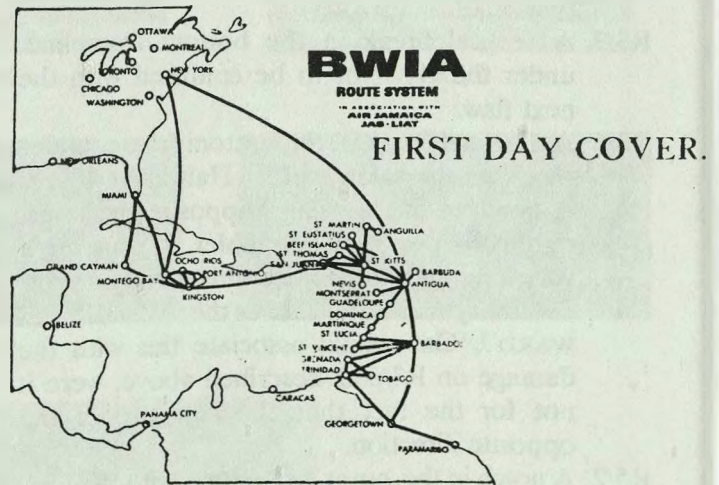 BWIA
ROUTE SYSTEM
IN ASSOCIATION WITH
AIR JAMAICA
JAS-LIAT
FIRST DAY COVER.
OTTAWA
MONTREAL
TORONTO
NEW YORK
CHICAGO
WASHINGTON
NEW ORLEANS
MIAMI
ST MARTIN
ANGUILLA
ST EUSTATIUS
BEEF ISLAND
ST THOMAS
SAN JUAN
ST KITTS
OCHO RIOS
GRAND CAYMAN
PORT ANTONIO
MONTEGO BAY
KINGSTON
NEVIS
BARBUDA
MONTSERRAT
ANTIGUA
GUADELOUPE
DOMINICA
MARTINIQUE
ST LUCIA
BELIZE
ST VINCENT
BARBADOS
GRENADA
TRINIDAD
TOBAGO
CARACAS
PANAMA CITY
GEORGETOWN
PARAMARIBO